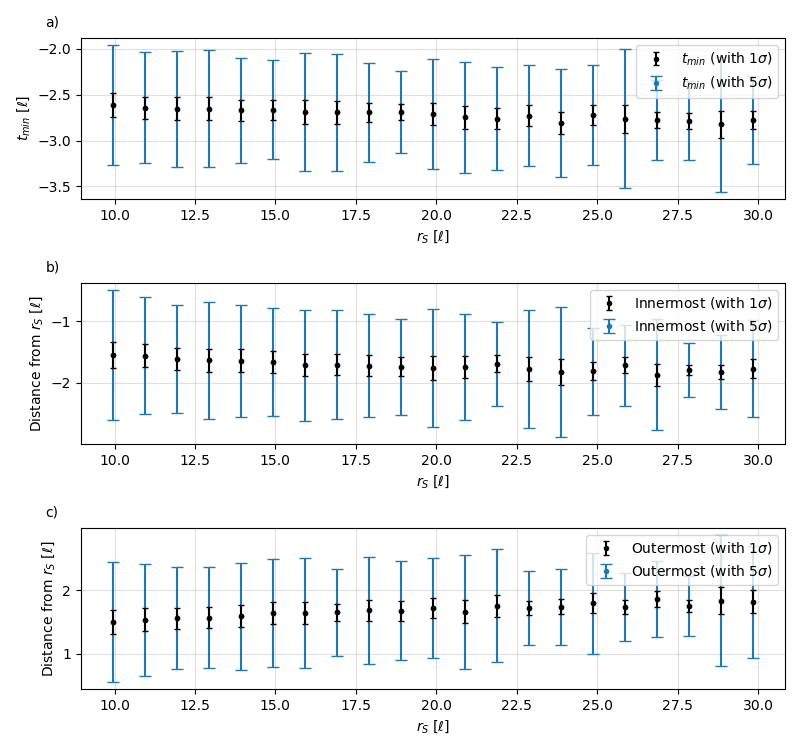 a)
−2.0
−2.5
−3.0
−3.5
t_min [ℓ]
t_min (with 1σ)
t_min (with 5σ)
10.0 12.5 15.0 17.5 20.0 22.5 25.0 27.5 30.0
r_S [ℓ]
b)
−1
−2
Distance from r_S [ℓ]
Innermost (with 1σ)
Innermost (with 5σ)
10.0 12.5 15.0 17.5 20.0 22.5 25.0 27.5 30.0
r_S [ℓ]
c)
2
1
Distance from r_S [ℓ]
Outermost (with 1σ)
Outermost (with 5σ)
10.0 12.5 15.0 17.5 20.0 22.5 25.0 27.5 30.0
r_S [ℓ]